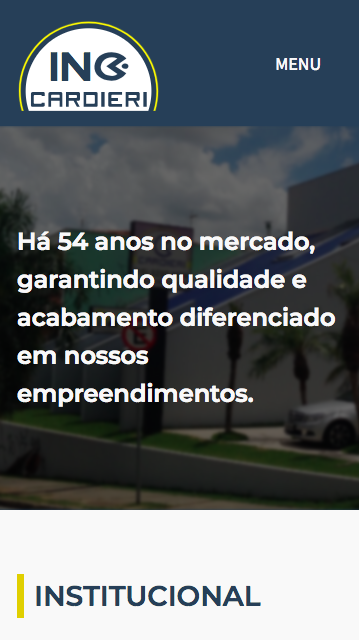 INC
CARDIERI
MENU
Há 54 anos no mercado,
garantindo qualidade e
acabamento diferenciado
em nossos
empreendimentos.
INSTITUCIONAL